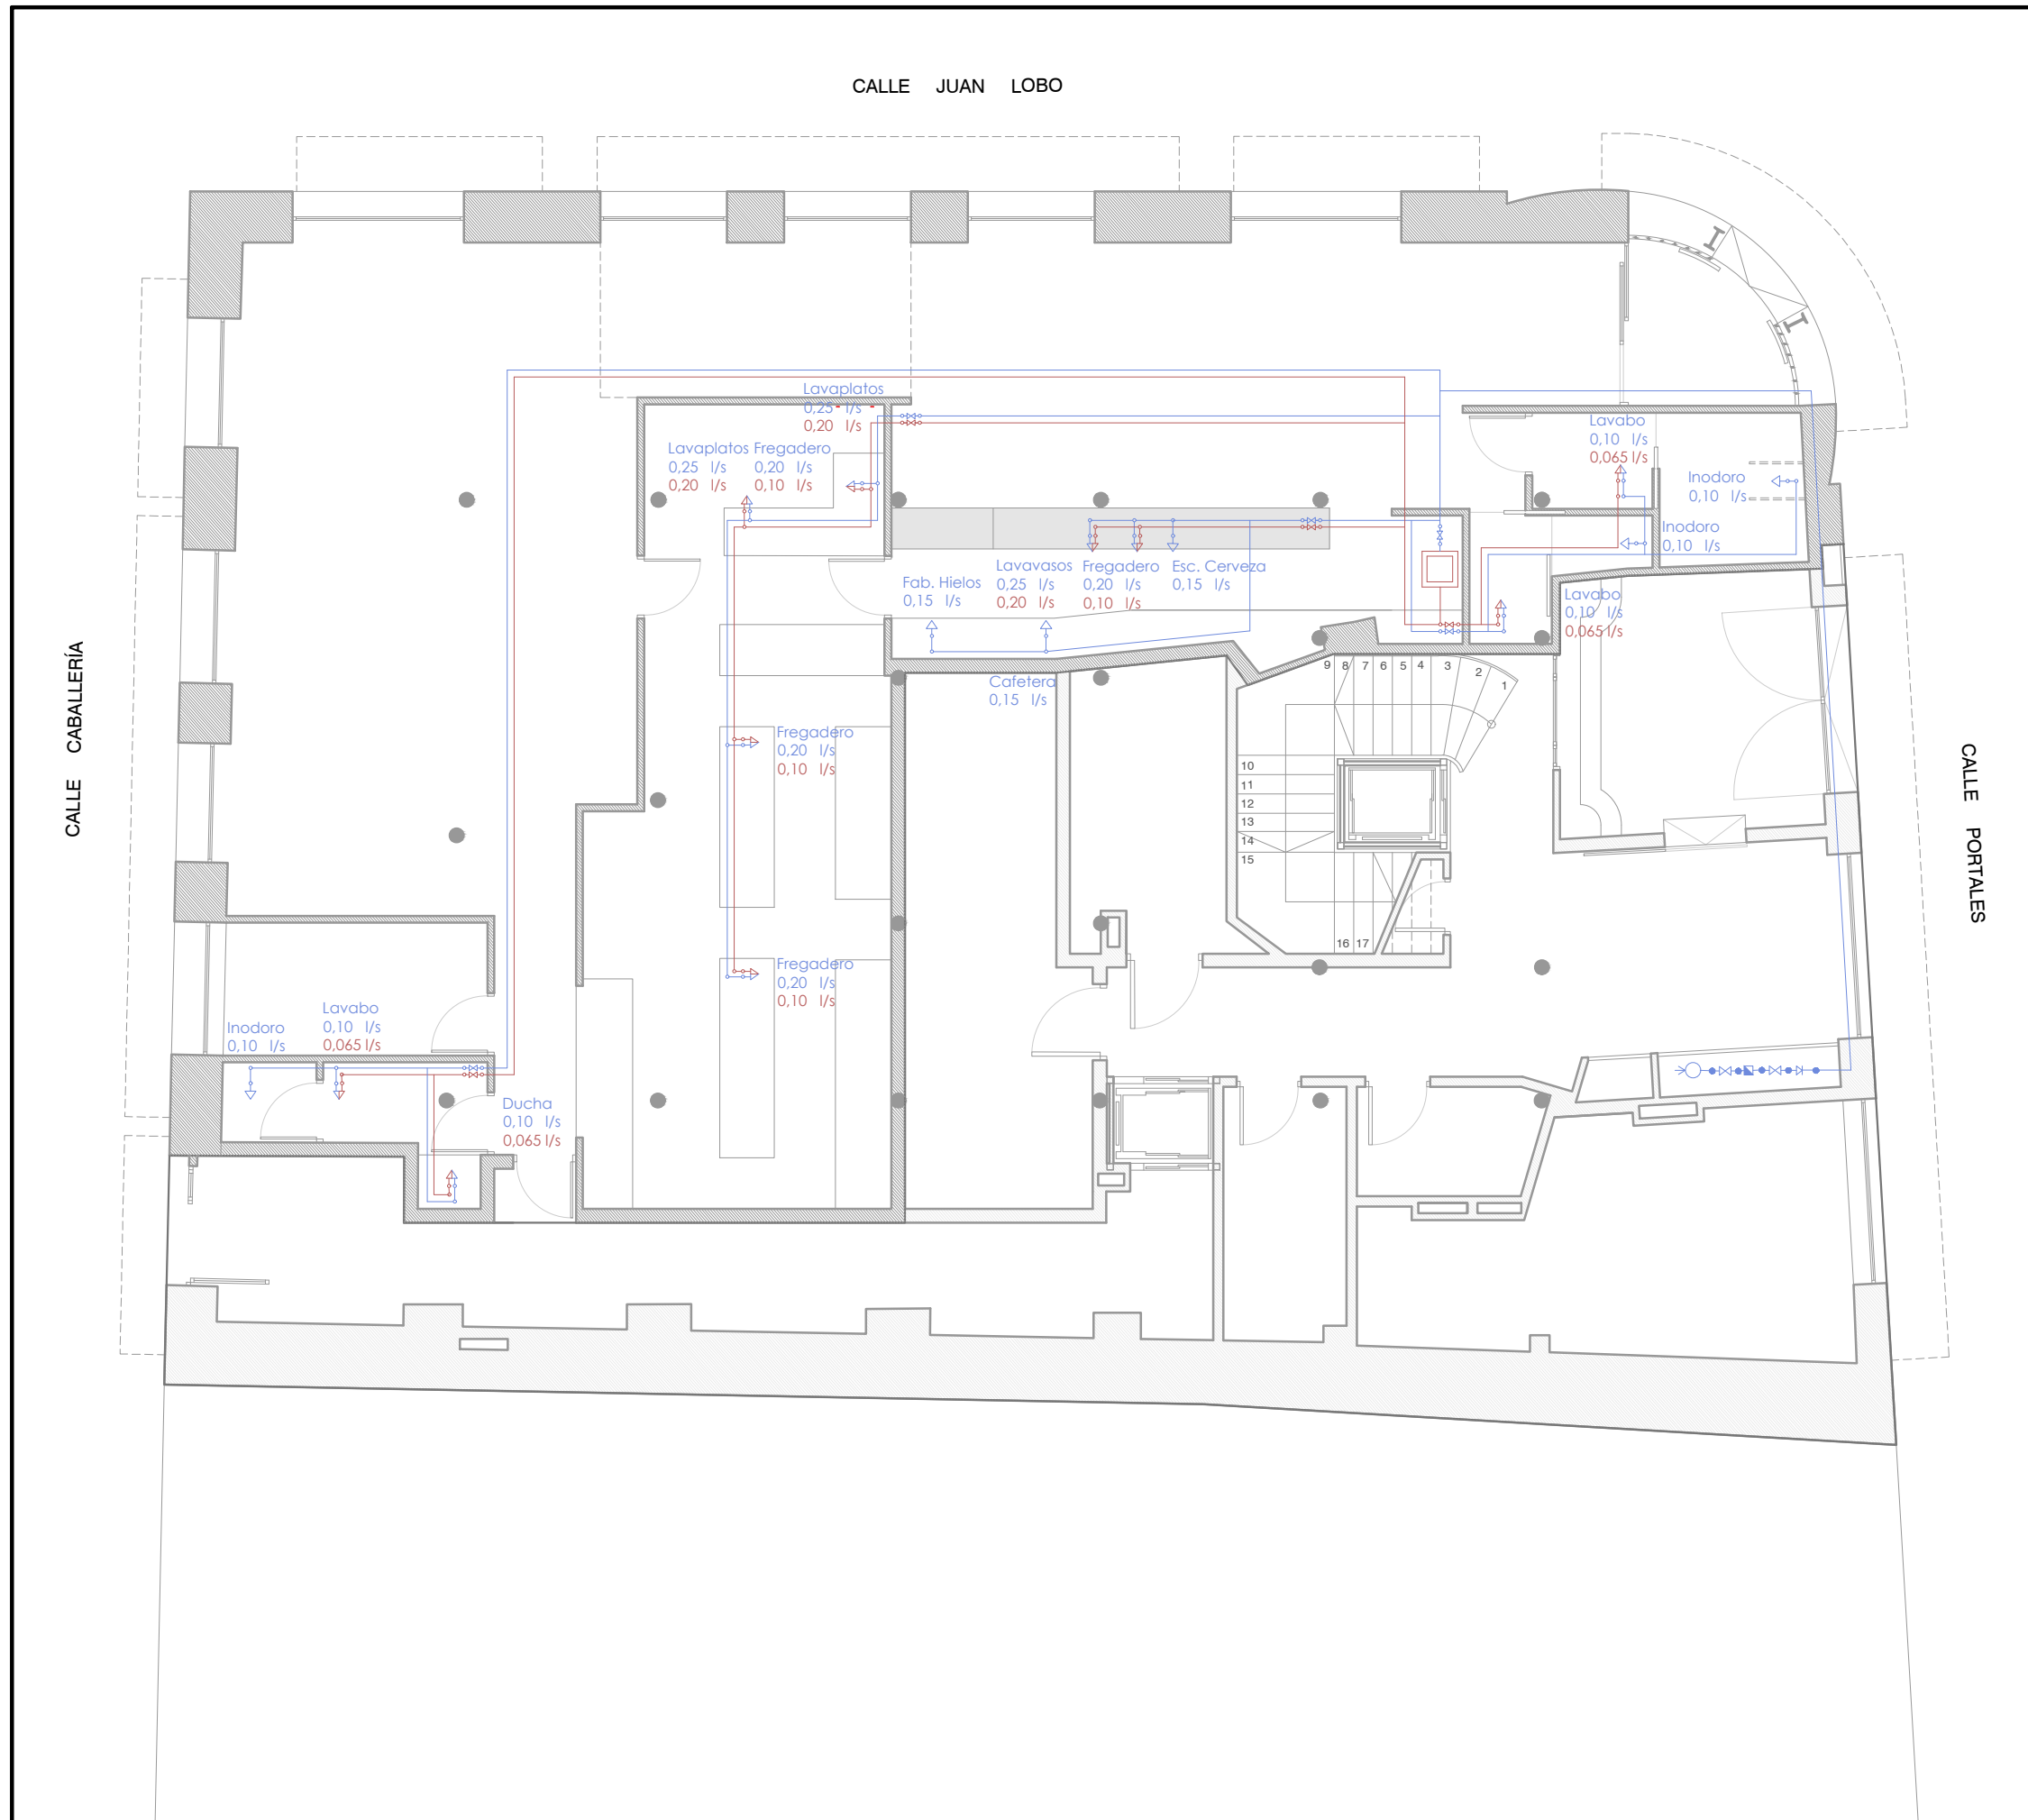 CALLE JUAN LOBO
Lavaplatos
0,25 l/s
0,20 l/s
Lavaplatos
0,25 l/s
0,20 l/s
Fregadero
0,20 l/s
0,10 l/s
Lavabo
0,10 l/s
0,065 l/s
Inodoro
0,10 l/s
Inodoro
0,10 l/s
Fab. Hielos
0,15 l/s
Lavavasos
0,25 l/s
0,20 l/s
Fregadero
0,20 l/s
0,10 l/s
Esc. Cerveza
0,15 l/s
Lavabo
0,10 l/s
0,065 l/s
Cafetera
0,15 l/s
9 8 7 6 5 4 3 2 1
10
11
12
13
14
15
16 17
CALLE CABALLERÍA
CALLE PORTALES
Fregadero
0,20 l/s
0,10 l/s
Fregadero
0,20 l/s
0,10 l/s
Inodoro
0,10 l/s
Lavabo
0,10 l/s
0,065 l/s
Ducha
0,10 l/s
0,065 l/s